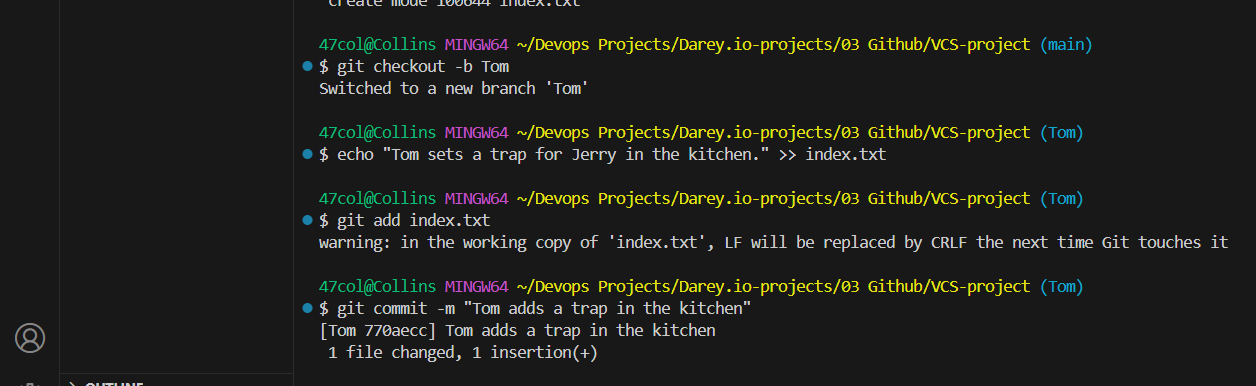 create mode 100644 index.txt
47col@Collins MINGW64 ~/Devops Projects/Darey.io-projects/03 Github/VCS-project (main)
$ git checkout -b Tom
Switched to a new branch 'Tom'
47col@Collins MINGW64 ~/Devops Projects/Darey.io-projects/03 Github/VCS-project (Tom)
$ echo "Tom sets a trap for Jerry in the kitchen." >> index.txt
47col@Collins MINGW64 ~/Devops Projects/Darey.io-projects/03 Github/VCS-project (Tom)
$ git add index.txt
warning: in the working copy of 'index.txt', LF will be replaced by CRLF the next time Git touches it
47col@Collins MINGW64 ~/Devops Projects/Darey.io-projects/03 Github/VCS-project (Tom)
$ git commit -m "Tom adds a trap in the kitchen"
[Tom 770aecc] Tom adds a trap in the kitchen
1 file changed, 1 insertion(+)
OUTLINE